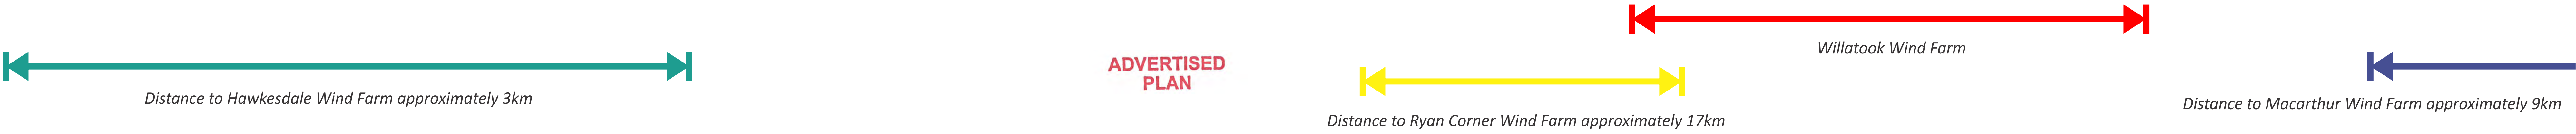 Willatook Wind Farm
ADVERTISED
PLAN
Distance to Hawkesdale Wind Farm approximately 3km
Distance to Macarthur Wind Farm approximately 9km
Distance to Ryan Corner Wind Farm approximately 17km